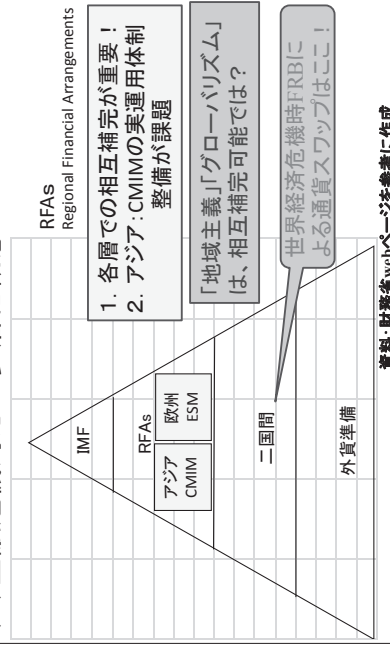 RFAs
Regional Financial Arrangements
1. 各層での相互補完が重要！
2. アジア：CMIMの実運用体制
整備が課題
「地域主義」「グローバリズム」
は、相互補完可能では？
世界経済危機時FRBに
よる通貨スワップはここ！
IMF
RFAs
アジア
CMIM
欧州
ESM
二国間
外貨準備
資料：財務省webページを参考に作成